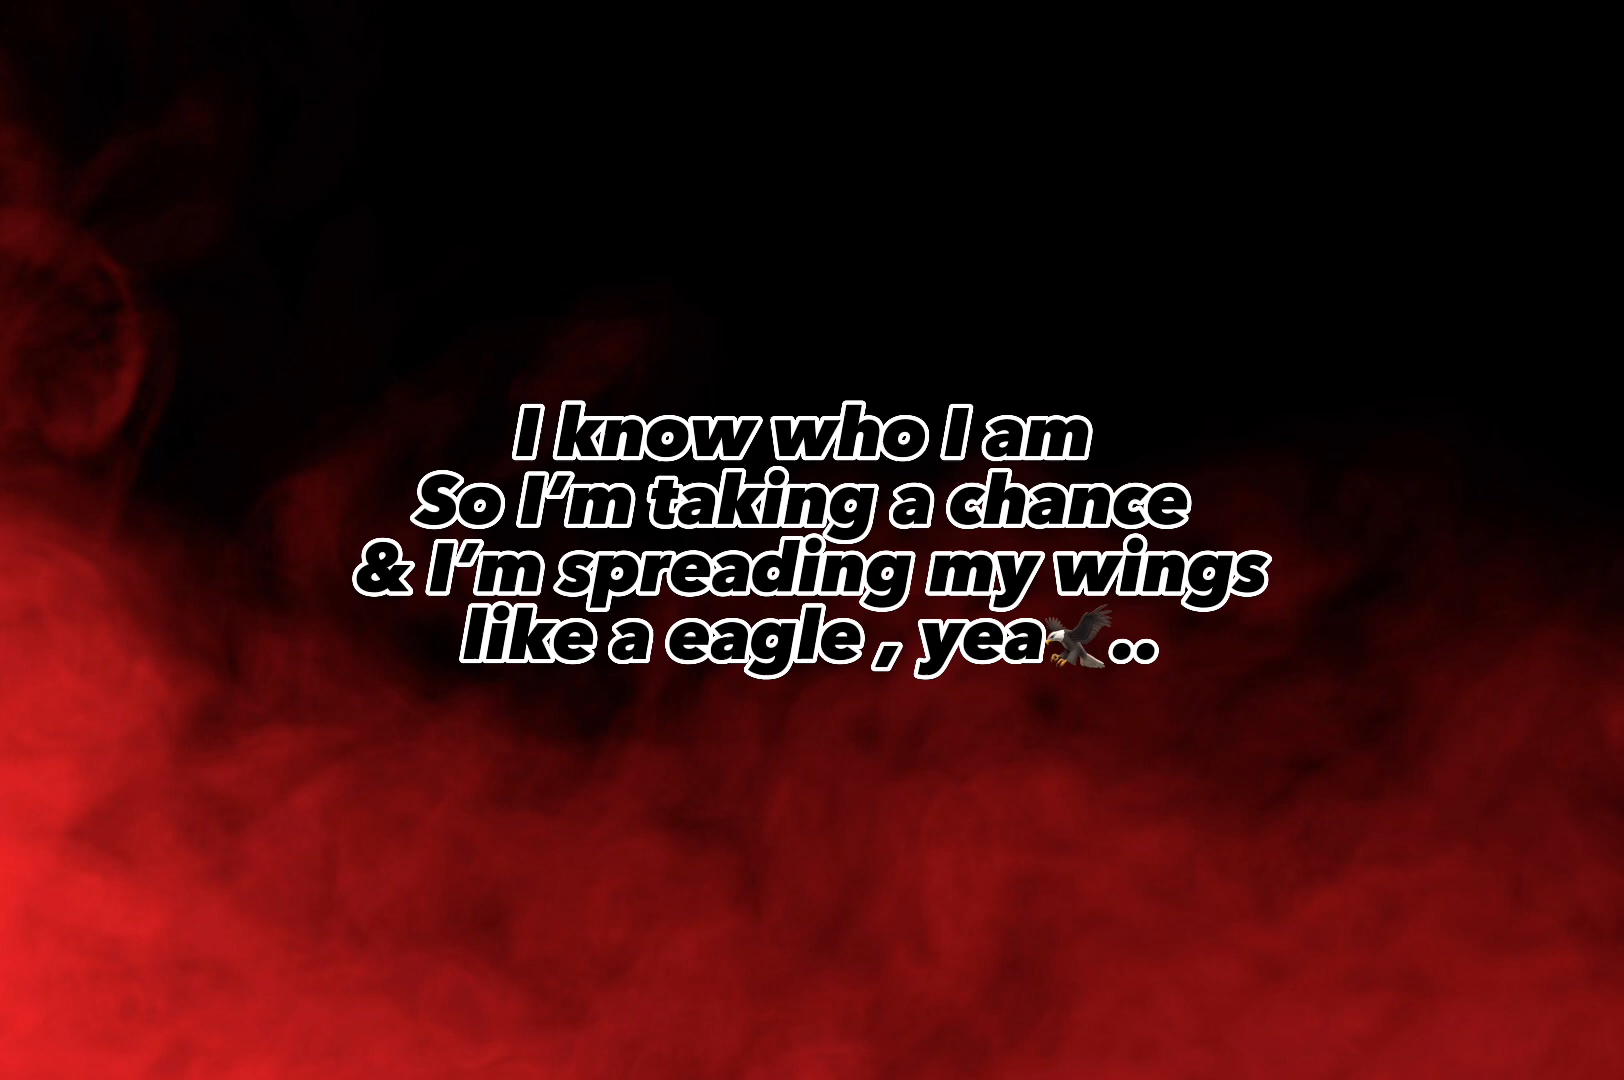 I know who I am
So I’m taking a chance
& I’m spreading my wings
like a eagle , yea🦅..